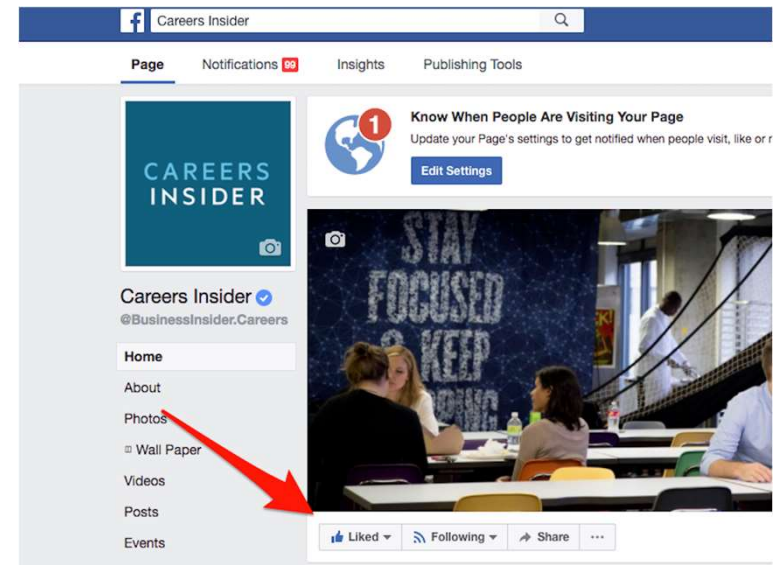 f Careers Insider
Page Notifications 99 Insights Publishing Tools
CAREERS
INSIDER
1
Know When People Are Visiting Your Page
Update your Page's settings to get notified when people visit, like or r
Edit Settings
STAY
FOCUSED
& KEEP
Careers Insider
@BusinessInsider.Careers
Home
About
Photos
Wall Paper
Videos
Posts
Events
Liked Following Share ...